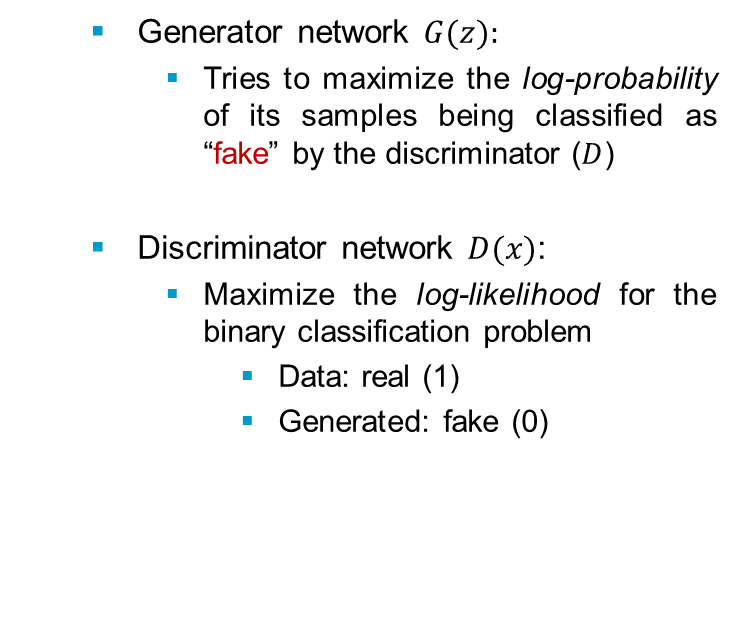 ▪ Generator network G(z):
▪ Tries to maximize the log-probability
of its samples being classified as
“fake” by the discriminator (D)
▪ Discriminator network D(x):
▪ Maximize the log-likelihood for the
binary classification problem
▪ Data: real (1)
▪ Generated: fake (0)